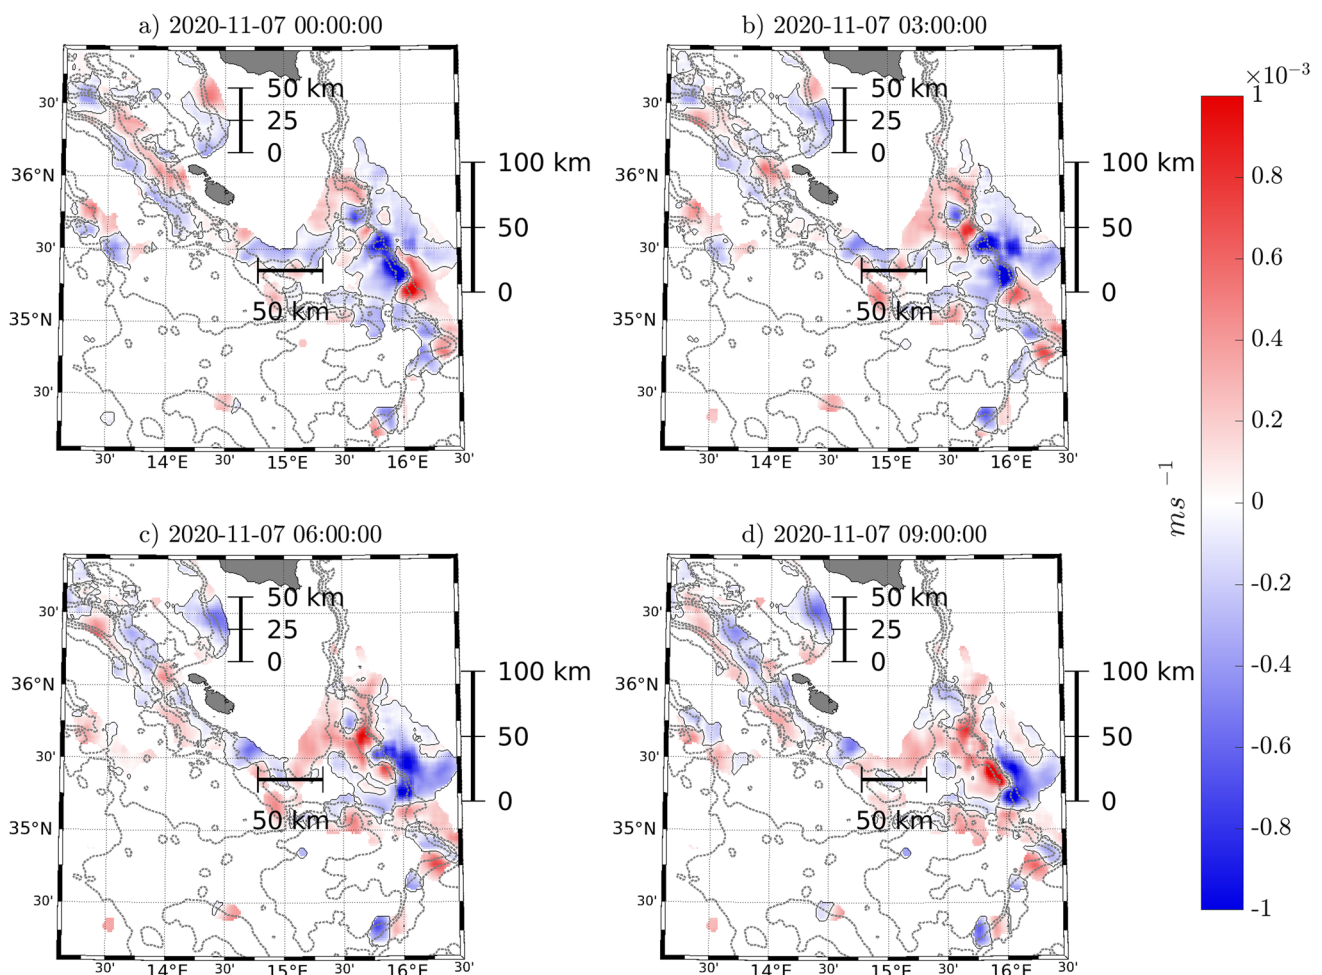 a) 2020-11-07 00:00:00
b) 2020-11-07 03:00:00
×10⁻³
50 km
25
0
100 km
50
0
50 km
30'
36°N
30'
35°N
30'
30'
14°E
30'
15°E
30'
16°E
30'
50 km
25
0
100 km
50
0
50 km
30'
36°N
30'
35°N
30'
30'
14°E
30'
15°E
30'
16°E
30'
c) 2020-11-07 06:00:00
d) 2020-11-07 09:00:00
50 km
25
0
100 km
50
0
50 km
30'
36°N
30'
35°N
30'
30'
14°E
30'
15°E
30'
16°E
30'
50 km
25
0
100 km
50
0
50 km
30'
36°N
30'
35°N
30'
30'
14°E
30'
15°E
30'
16°E
30'
1
0.8
0.6
0.4
0.2
0
-0.2
-0.4
-0.6
-0.8
-1
ms ⁻¹